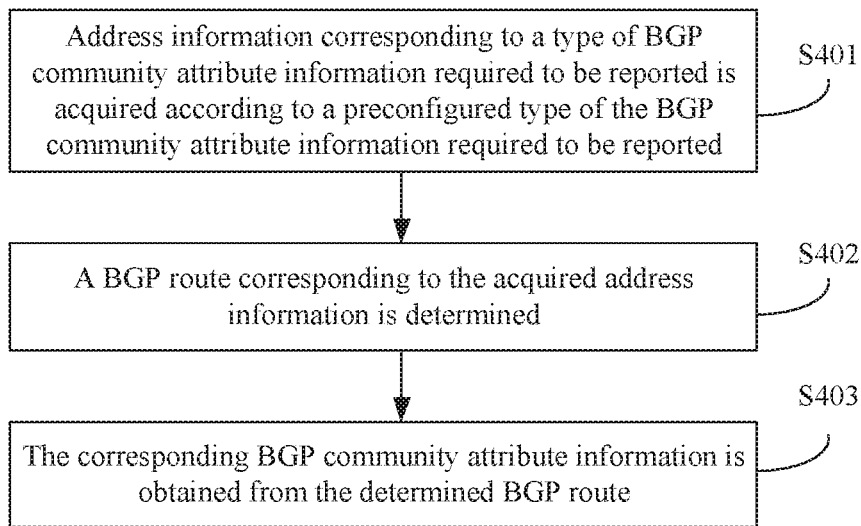 Address information corresponding to a type of BGP
community attribute information required to be reported is
acquired according to a preconfigured type of the BGP
community attribute information required to be reported
S401
A BGP route corresponding to the acquired address
information is determined
S402
The corresponding BGP community attribute information is
obtained from the determined BGP route
S403